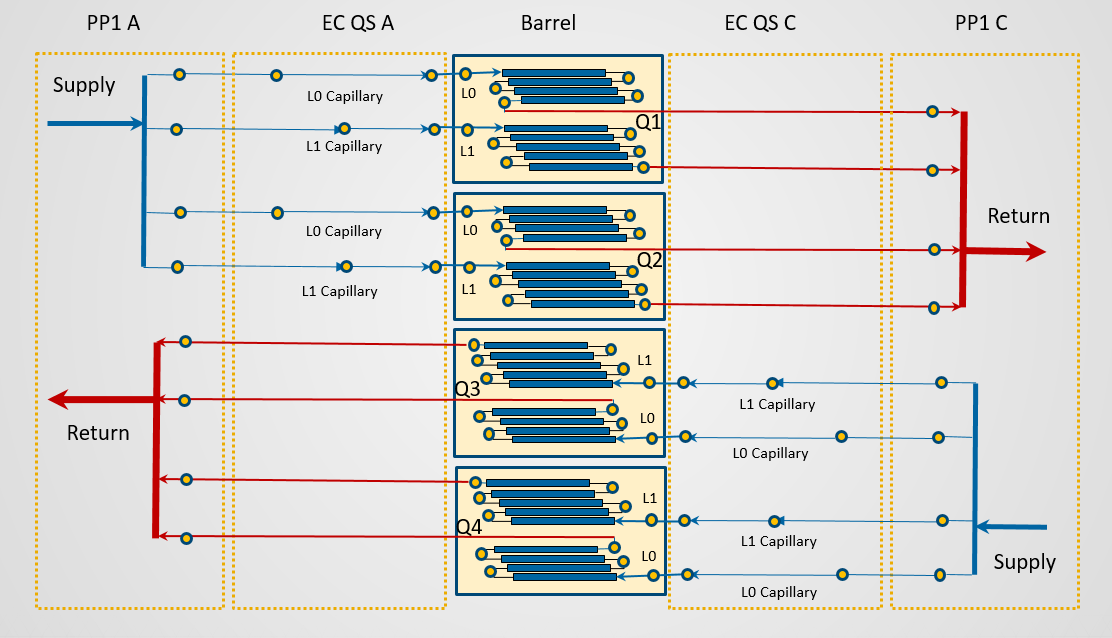 PP1 A
EC QS A
Barrel
EC QS C
PP1 C
Supply
L0 Capillary
L0
L1 Capillary
L1
Q1
L0 Capillary
L0
L1 Capillary
L1
Q2
Return
Return
Q3
L1
L1 Capillary
L0
L0 Capillary
Q4
L1
L1 Capillary
L0
L0 Capillary
Supply